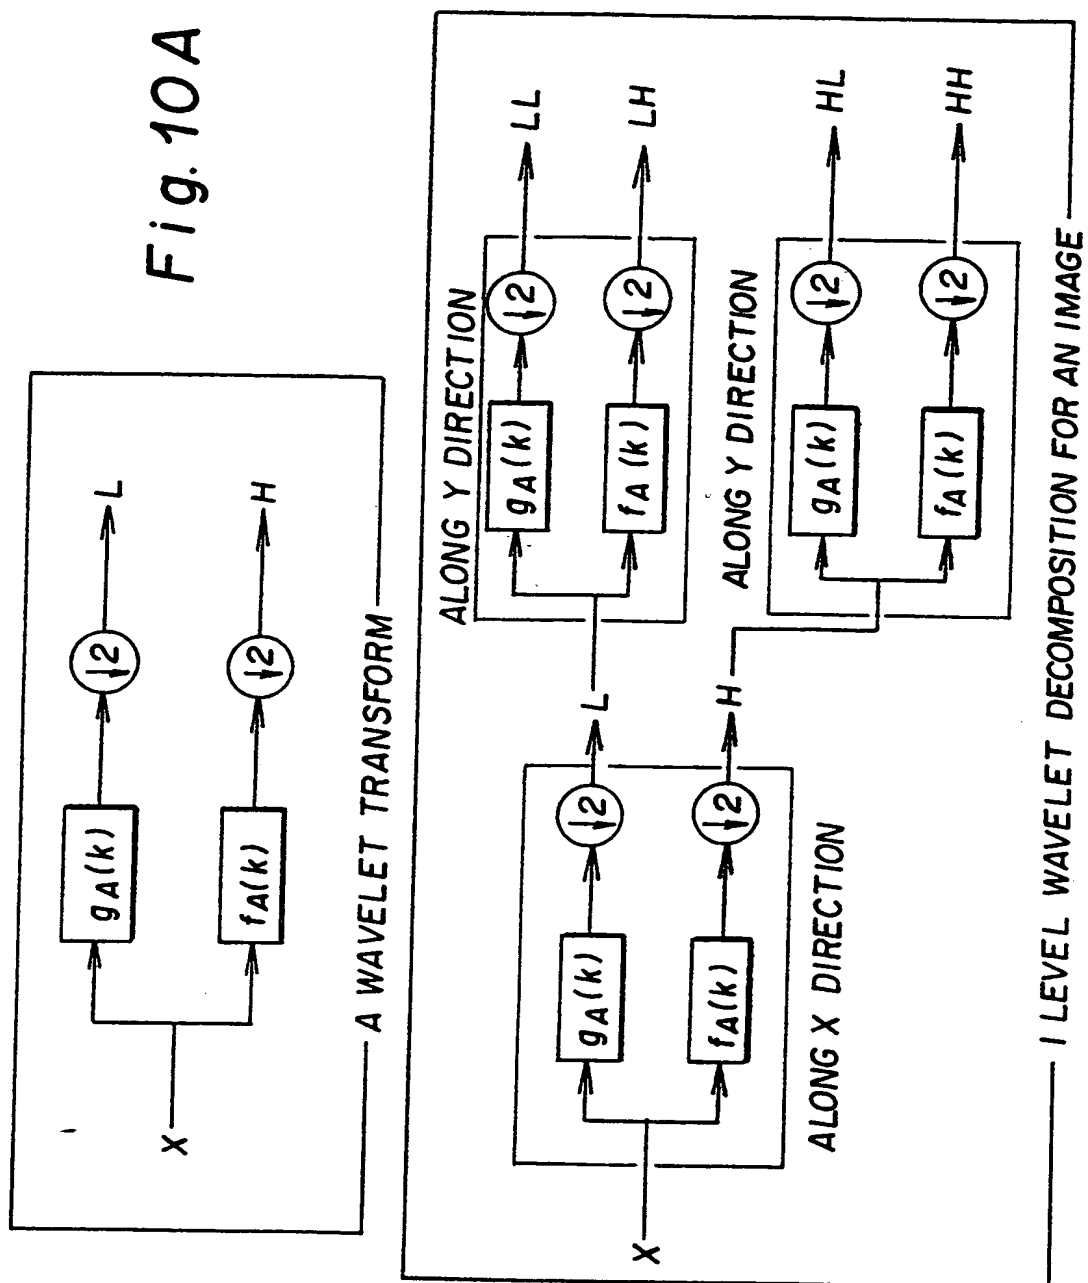 Fig. 10A
X
gA(k)
↓2
L
fA(k)
↓2
H
A WAVELET TRANSFORM
X
gA(k)
↓2
L
fA(k)
↓2
H
ALONG X DIRECTION
ALONG Y DIRECTION
gA(k)
↓2
LL
fA(k)
↓2
LH
ALONG Y DIRECTION
gA(k)
↓2
HL
fA(k)
↓2
HH
1 LEVEL WAVELET DECOMPOSITION FOR AN IMAGE